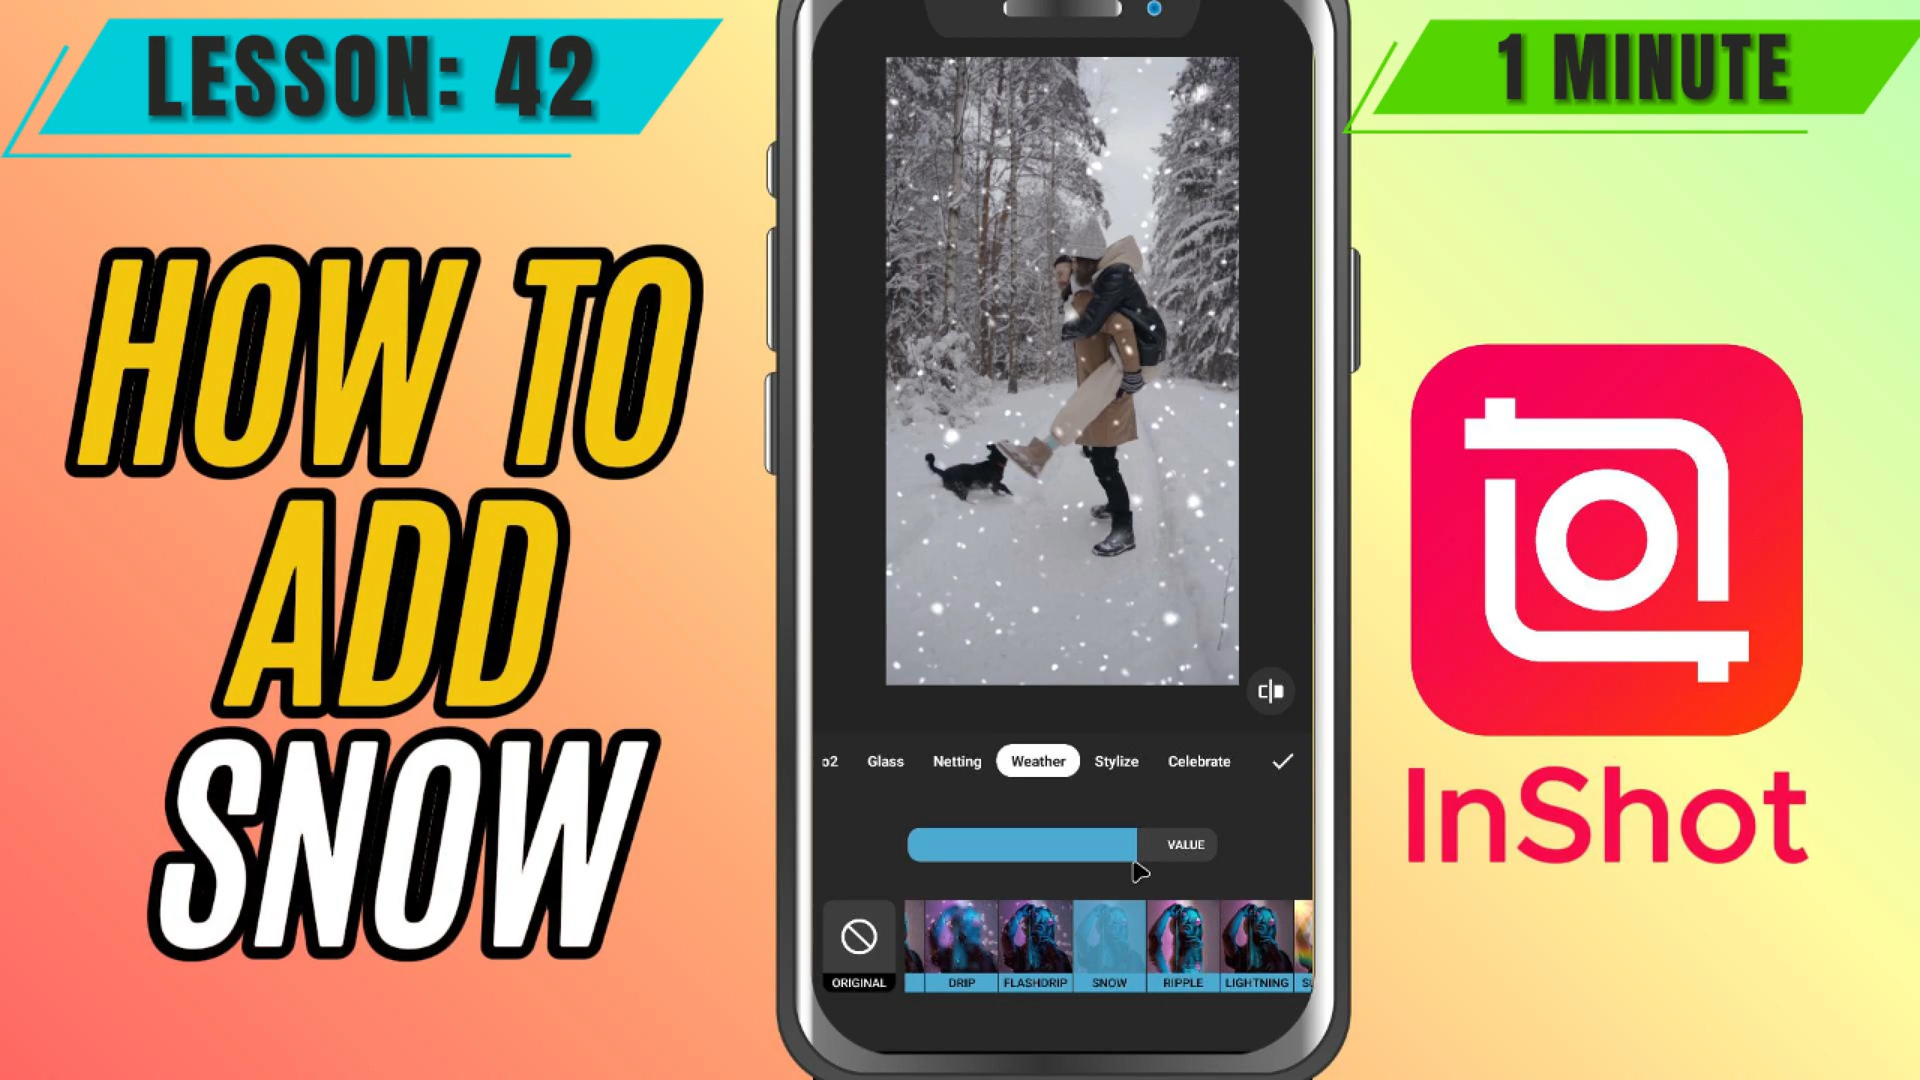 LESSON: 42
1 MINUTE
HOW TO
ADD
SNOW
Glass Netting Weather Stylize Celebrate
VALUE
ORIGINAL DRIP FLASHDRIP SNOW RIPPLE LIGHTNING
InShot